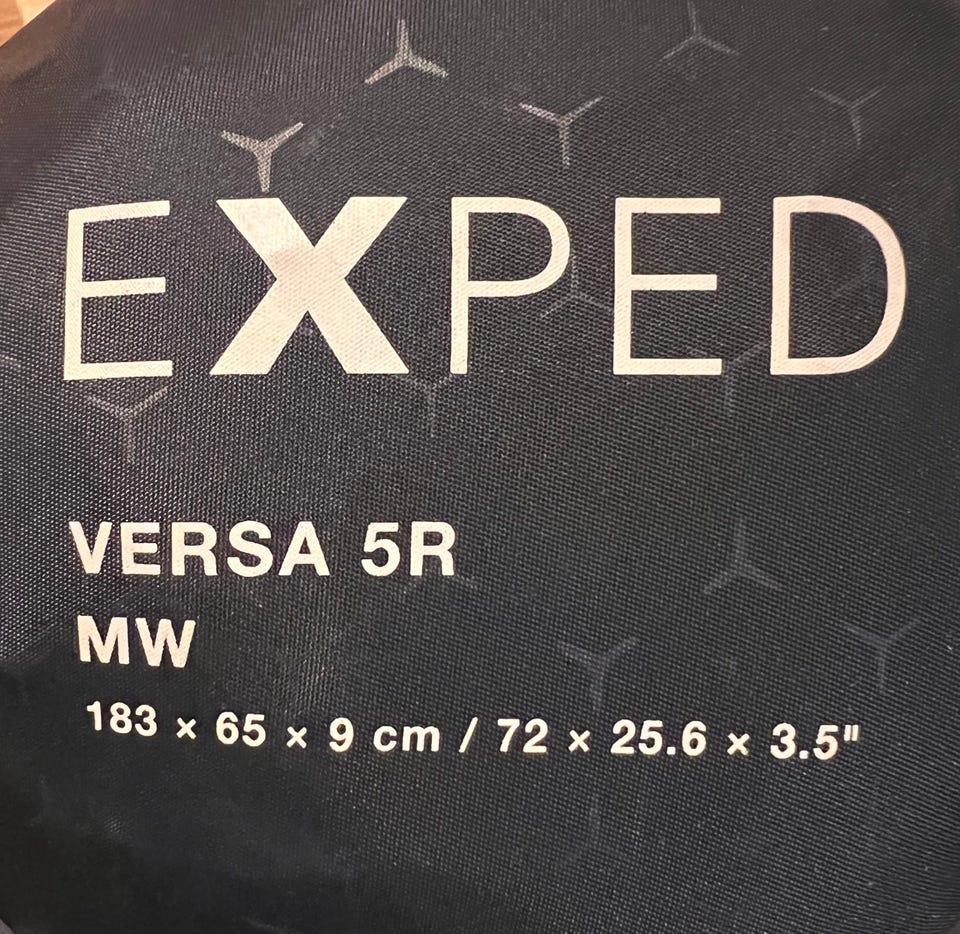 EXPED
VERSA 5R
MW
183 × 65 × 9 cm / 72 × 25.6 × 3.5"